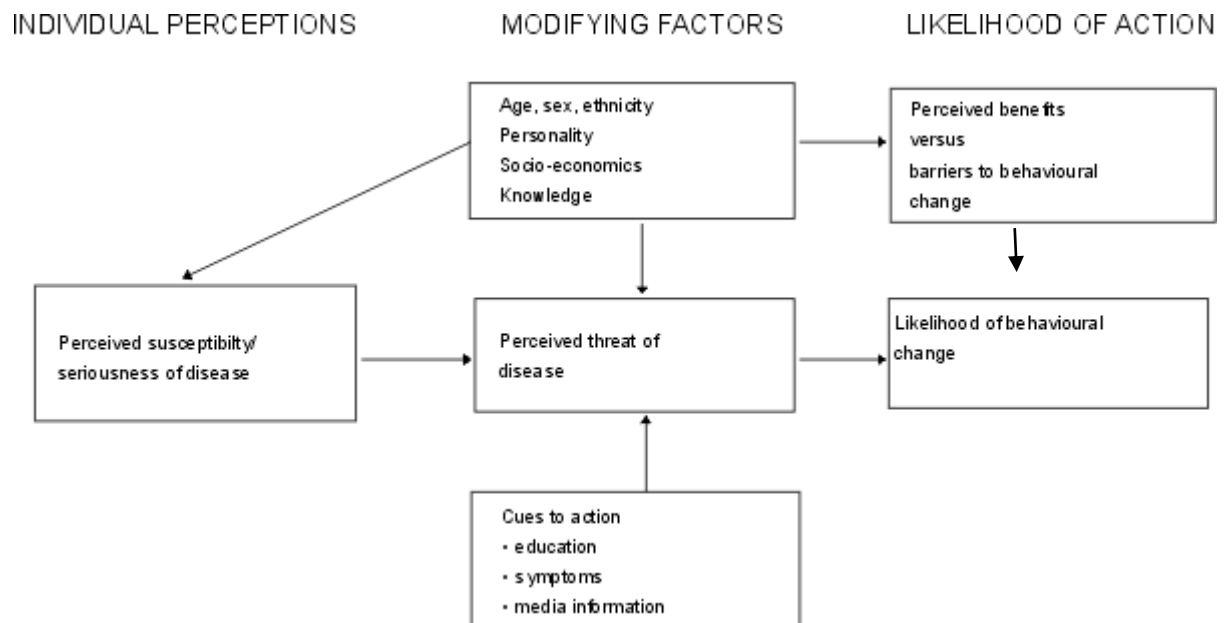 INDIVIDUAL PERCEPTIONS
MODIFYING FACTORS
LIKELIHOOD OF ACTION
Age, sex, ethnicity
Personality
Socio-economics
Knowledge
Perceived benefits
versus
barriers to behavioural
change
Perceived susceptibilty/
seriousness of disease
Perceived threat of
disease
Likelihood of behavioural
change
Cues to action
• education
• symptoms
• media information